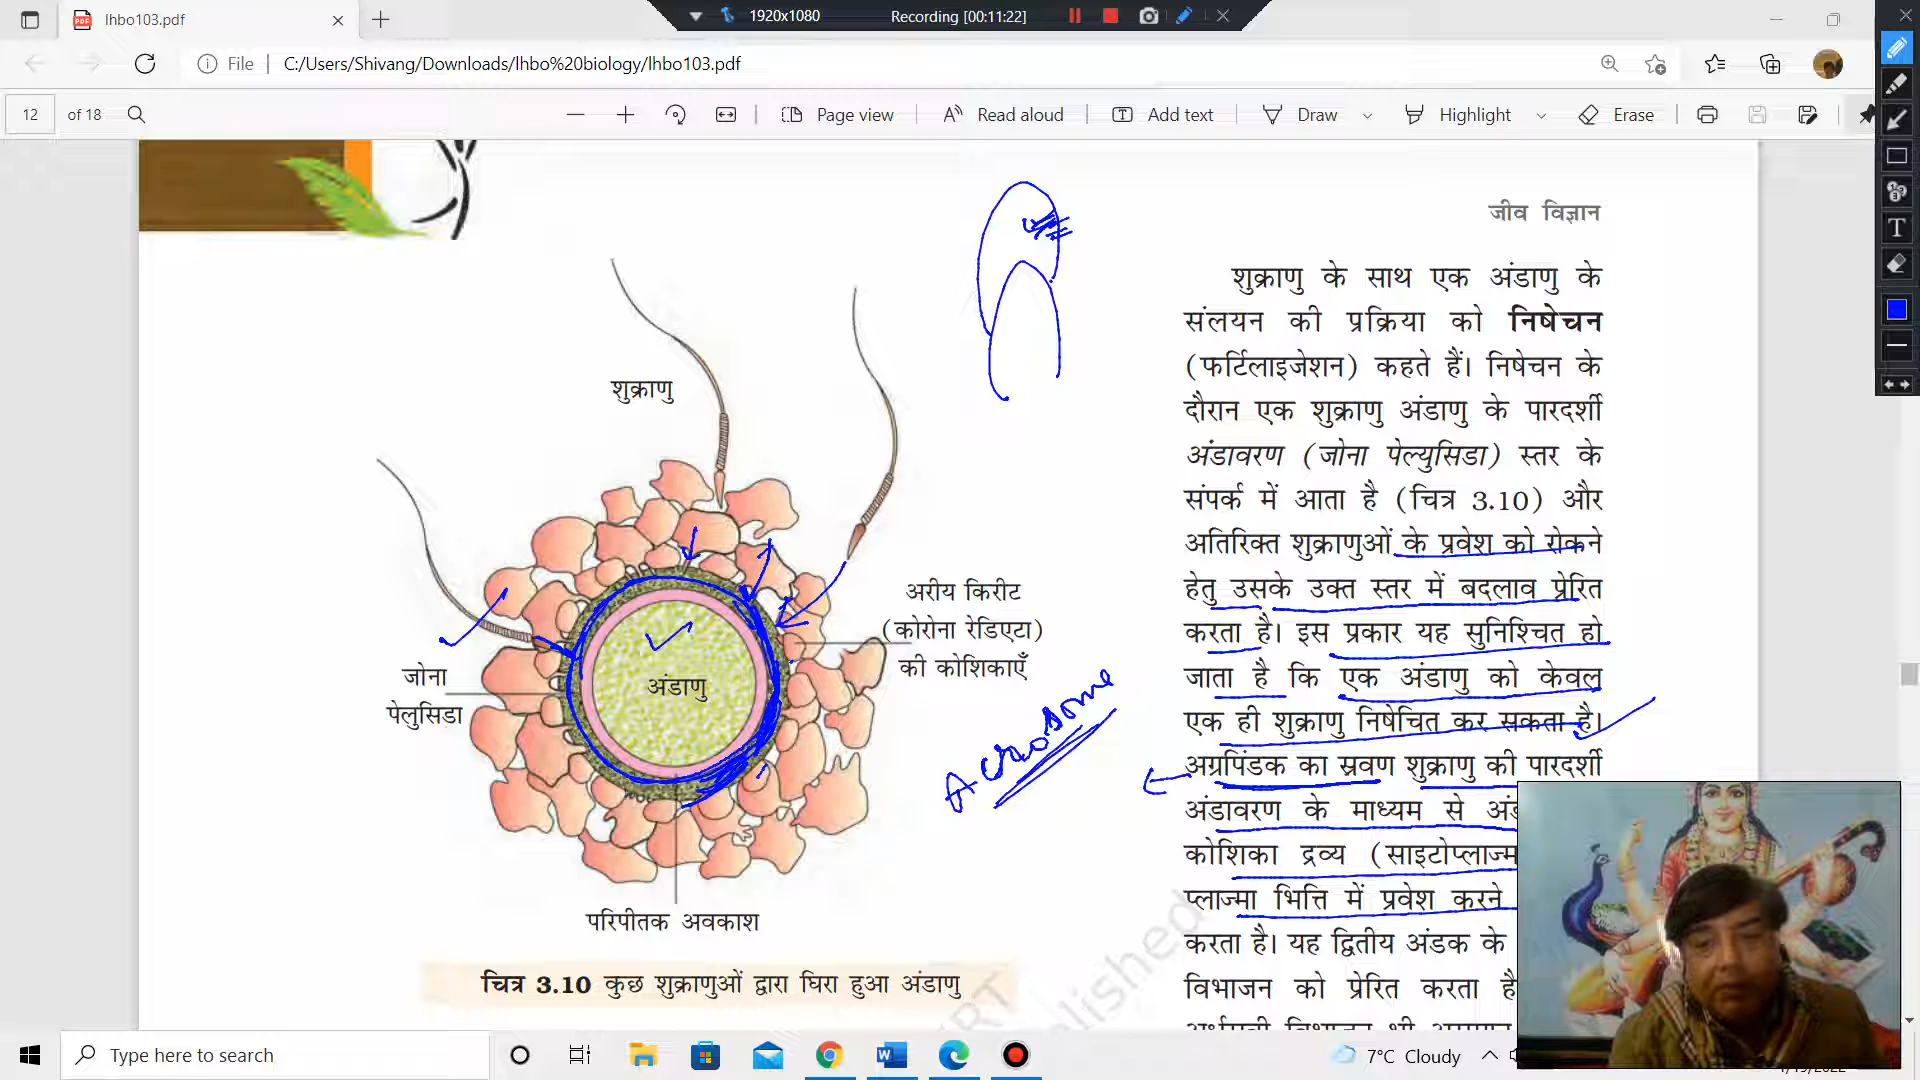 lhbo103.pdf
1920x1080
Recording [00:11:22]
File
C:/Users/Shivang/Downloads/lhbo%20biology/lhbo103.pdf
12 of 18
Page view
Read aloud
Add text
Draw
Highlight
Erase
जीव विज्ञान
शुक्राणु
जोना
पेलुसिडा
अंडाणु
अरीय किरीट
(कोरोना रेडिएटा)
की कोशिकाएँ
परिपीतक अवकाश
चित्र 3.10 कुछ शुक्राणुओं द्वारा घिरा हुआ अंडाणु
Acrosome
शुक्राणु के साथ एक अंडाणु के
संलयन की प्रक्रिया को निषेचन
(फर्टिलाइजेशन) कहते हैं। निषेचन के
दौरान एक शुक्राणु अंडाणु के पारदर्शी
अंडावरण (जोना पेल्युसिडा) स्तर के
संपर्क में आता है (चित्र 3.10) और
अतिरिक्त शुक्राणुओं के प्रवेश को रोकने
हेतु उसके उक्त स्तर में बदलाव प्रेरित
करता है। इस प्रकार यह सुनिश्चित हो
जाता है कि एक अंडाणु को केवल
एक ही शुक्राणु निषेचित कर सकता है।
अग्रपिंडक का स्रवण शुक्राणु की पारदर्शी
अंडावरण के माध्यम से
कोशिका द्रव्य (साइटोप्लाज्म
प्लाज्मा भित्ति में प्रवेश करने
करता है। यह द्वितीय अंडक के
विभाजन को प्रेरित करता है
Type here to search
7°C Cloudy